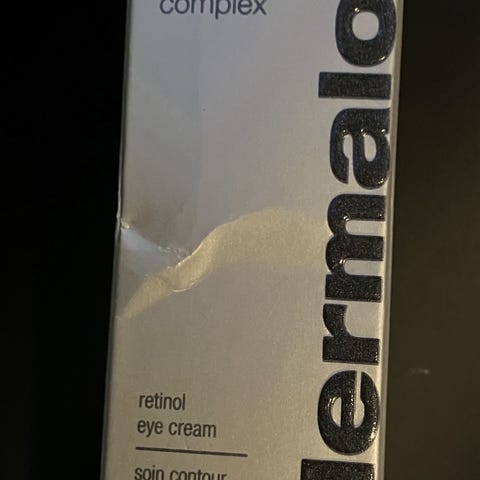 complex
retinol
eye cream
soin contour
dermalo